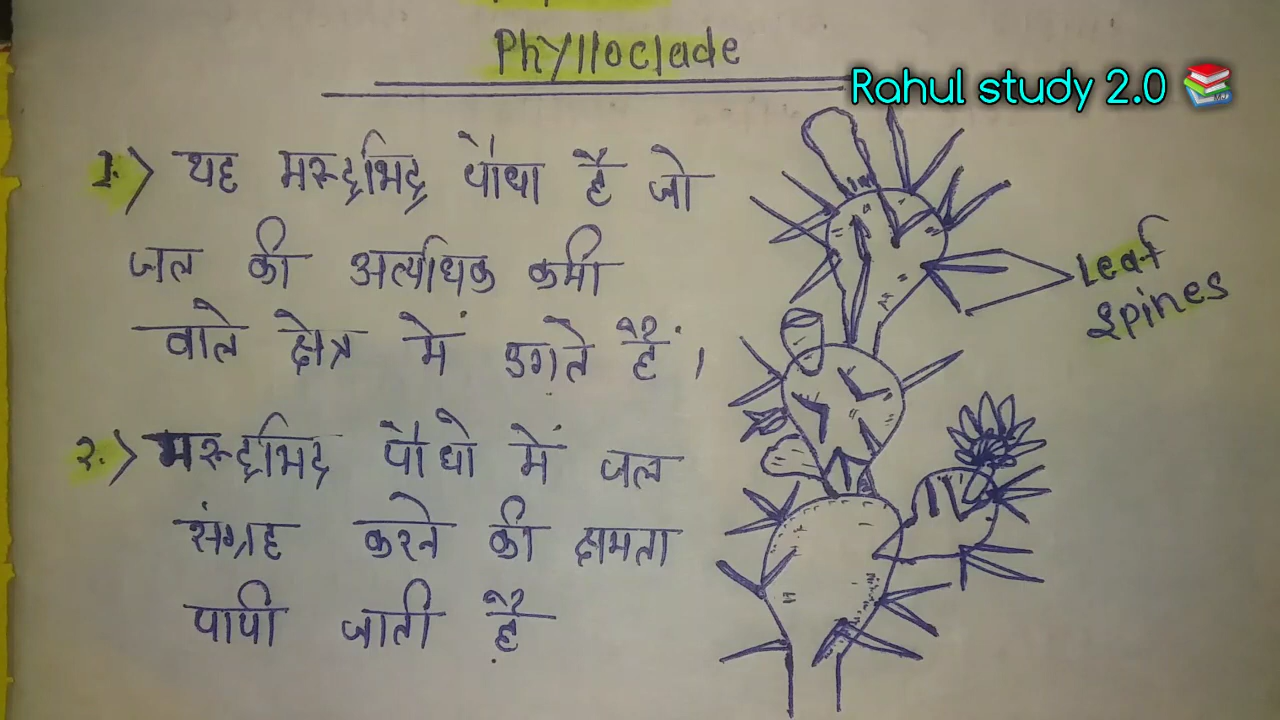 Phylloclade
Rahul study 2.0
1.> यह मरूद्भिद् पौधा है जो
जल की अत्यधिक कमी
वाले क्षेत्र में उगते हैं।
Leaf
spines
२.> मरूद्भिद पौधो में जल
संग्रह करने की क्षमता
पायी जाती है